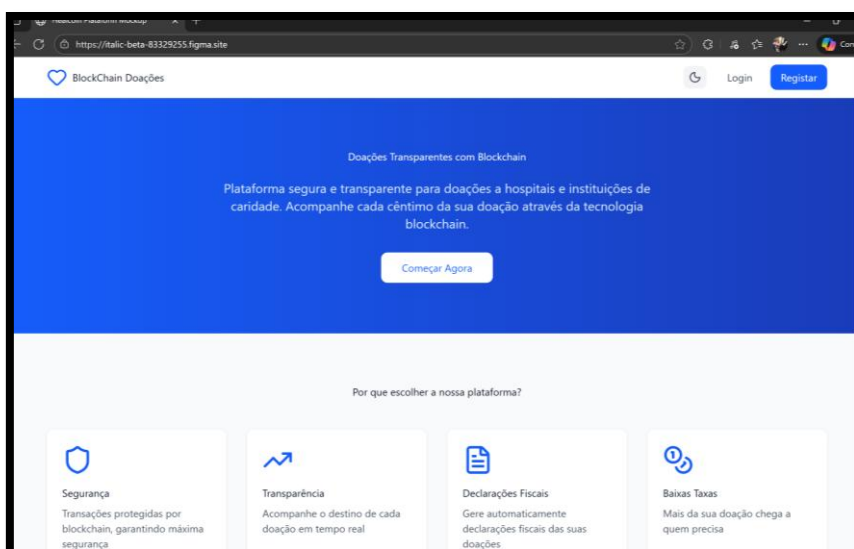 Healcoin Plataform Mockup
https://italic-beta-83329255.figma.site
BlockChain Doações
Login
Registar
Doações Transparentes com Blockchain
Plataforma segura e transparente para doações a hospitais e instituições de
caridade. Acompanhe cada cêntimo da sua doação através da tecnologia
blockchain.
Começar Agora
Por que escolher a nossa plataforma?
Segurança
Transações protegidas por
blockchain, garantindo máxima
segurança
Transparência
Acompanhe o destino de cada
doação em tempo real
Declarações Fiscais
Gere automaticamente
declarações fiscais das suas
doações
Baixas Taxas
Mais da sua doação chega a
quem precisa